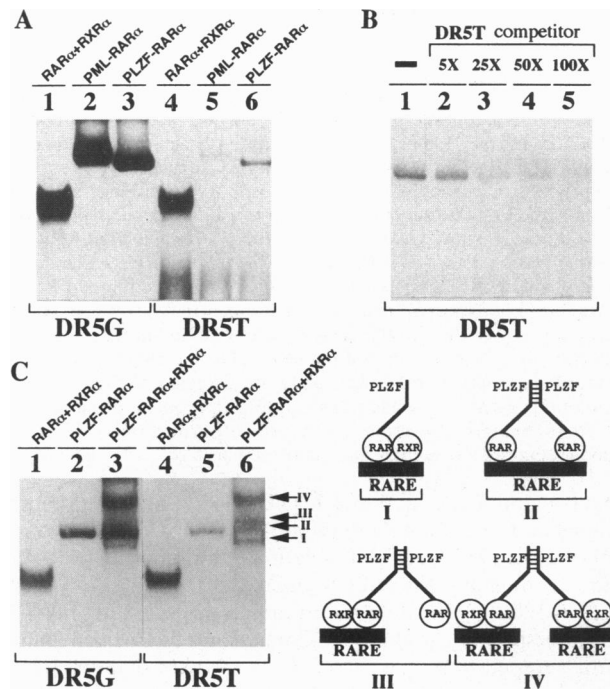 A
RARα+RXRα
PML-RARα
PLZF-RARα
RARα+RXRα
PML-RARα
PLZF-RARα
1 2 3 4 5 6
DR5G DR5T
B
DR5T competitor
5X 25X 50X 100X
1 2 3 4 5
DR5T
C
RARα+RXRα
PLZF-RARα
PLZF-RARα+RXRα
RARα+RXRα
PLZF-RARα
PLZF-RARα+RXRα
1 2 3 4 5 6
IV
III
II
I
DR5G DR5T
PLZF
RAR RXR
RARE
I
PLZF PLZF
RAR RAR
RARE
II
PLZF PLZF
RXR RAR RAR
RARE
III
PLZF PLZF
RXR RAR RAR RXR
RARE RARE
IV